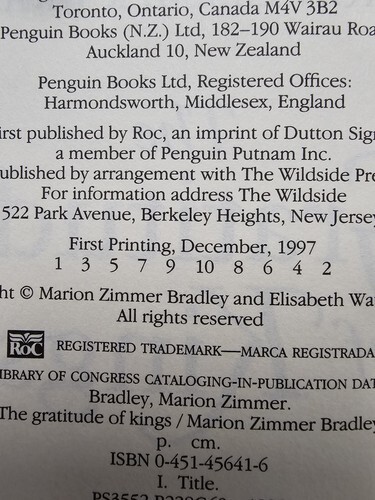 Toronto, Ontario, Canada M4V 3B2
Penguin Books (N.Z.) Ltd, 182–190 Wairau Roa
Auckland 10, New Zealand
Penguin Books Ltd, Registered Offices:
Harmondsworth, Middlesex, England
irst published by Roc, an imprint of Dutton Sign
a member of Penguin Putnam Inc.
ublished by arrangement with The Wildside Pre
For information address The Wildside
522 Park Avenue, Berkeley Heights, New Jersey
First Printing, December, 1997
1 3 5 7 9 10 8 6 4 2
ht © Marion Zimmer Bradley and Elisabeth Wat
All rights reserved
ROC REGISTERED TRADEMARK—MARCA REGISTRADA
IBRARY OF CONGRESS CATALOGING-IN-PUBLICATION DAT
Bradley, Marion Zimmer.
The gratitude of kings / Marion Zimmer Bradley
p. cm.
ISBN 0-451-45641-6
I. Title.